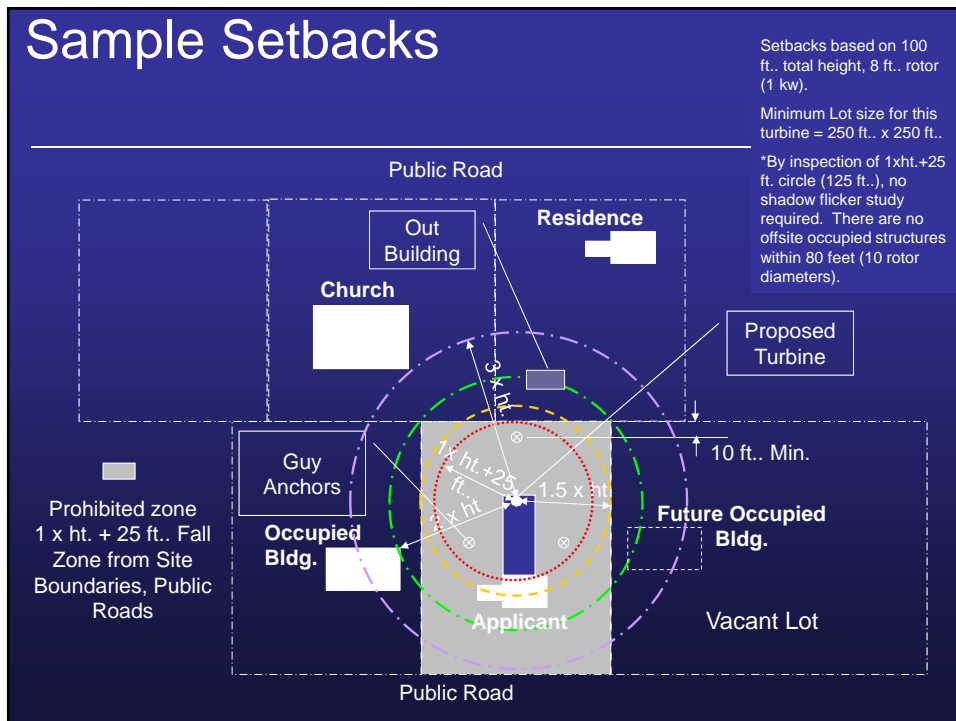 Sample Setbacks
Setbacks based on 100
ft.. total height, 8 ft.. rotor
(1 kw).
Minimum Lot size for this
turbine = 250 ft.. x 250 ft..
*By inspection of 1xht.+25
ft. circle (125 ft..), no
shadow flicker study
required. There are no
offsite occupied structures
within 80 feet (10 rotor
diameters).
Public Road
Out
Building
Residence
Church
Proposed
Turbine
3 x ht.
10 ft.. Min.
Guy
Anchors
1x ht.+25
ft..
1.5 x ht.
2 x ht
Prohibited zone
1 x ht. + 25 ft.. Fall
Zone from Site
Boundaries, Public
Roads
Occupied
Bldg.
Future Occupied
Bldg.
Applicant
Vacant Lot
Public Road